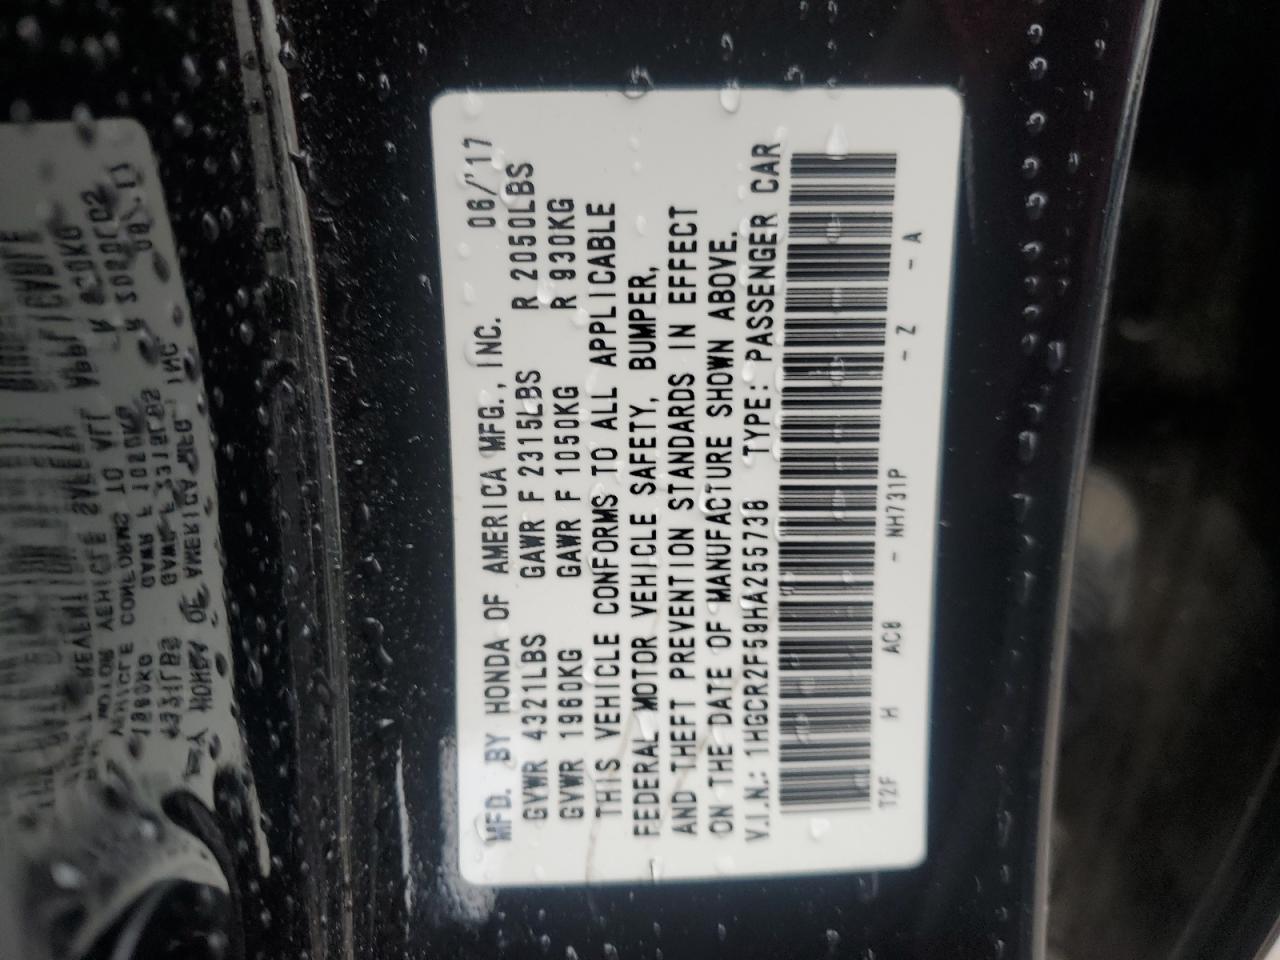 MFD. BY HONDA OF AMERICA MFG., INC. 06/'17
GVWR 4321LBS GAWR F 2315LBS R 2050LBS
GVWR 1960KG GAWR F 1050KG R 930KG
THIS VEHICLE CONFORMS TO ALL APPLICABLE
FEDERAL MOTOR VEHICLE SAFETY, BUMPER,
AND THEFT PREVENTION STANDARDS IN EFFECT
ON THE DATE OF MANUFACTURE SHOWN ABOVE.
V.I.N.: 1HGCR2F59HA255738 TYPE: PASSENGER CAR
T2F H AC0 - NH731P - Z - A